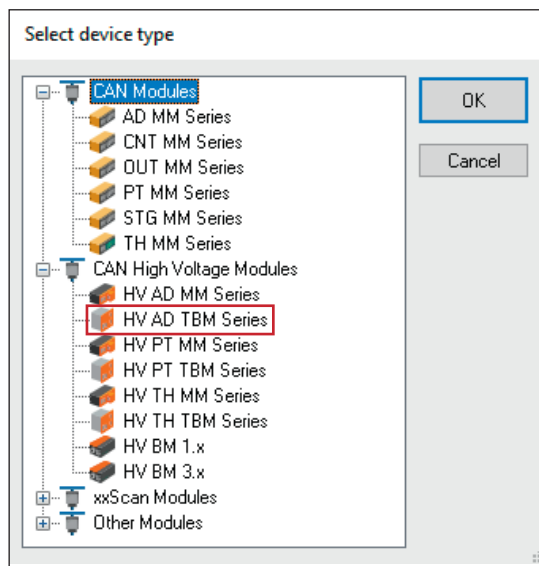 Select device type
CAN Modules
AD MM Series
CNT MM Series
OUT MM Series
PT MM Series
STG MM Series
TH MM Series
CAN High Voltage Modules
HV AD MM Series
HV AD TBM Series
HV PT MM Series
HV PT TBM Series
HV TH MM Series
HV TH TBM Series
HV BM 1.x
HV BM 3.x
xxScan Modules
Other Modules
OK
Cancel